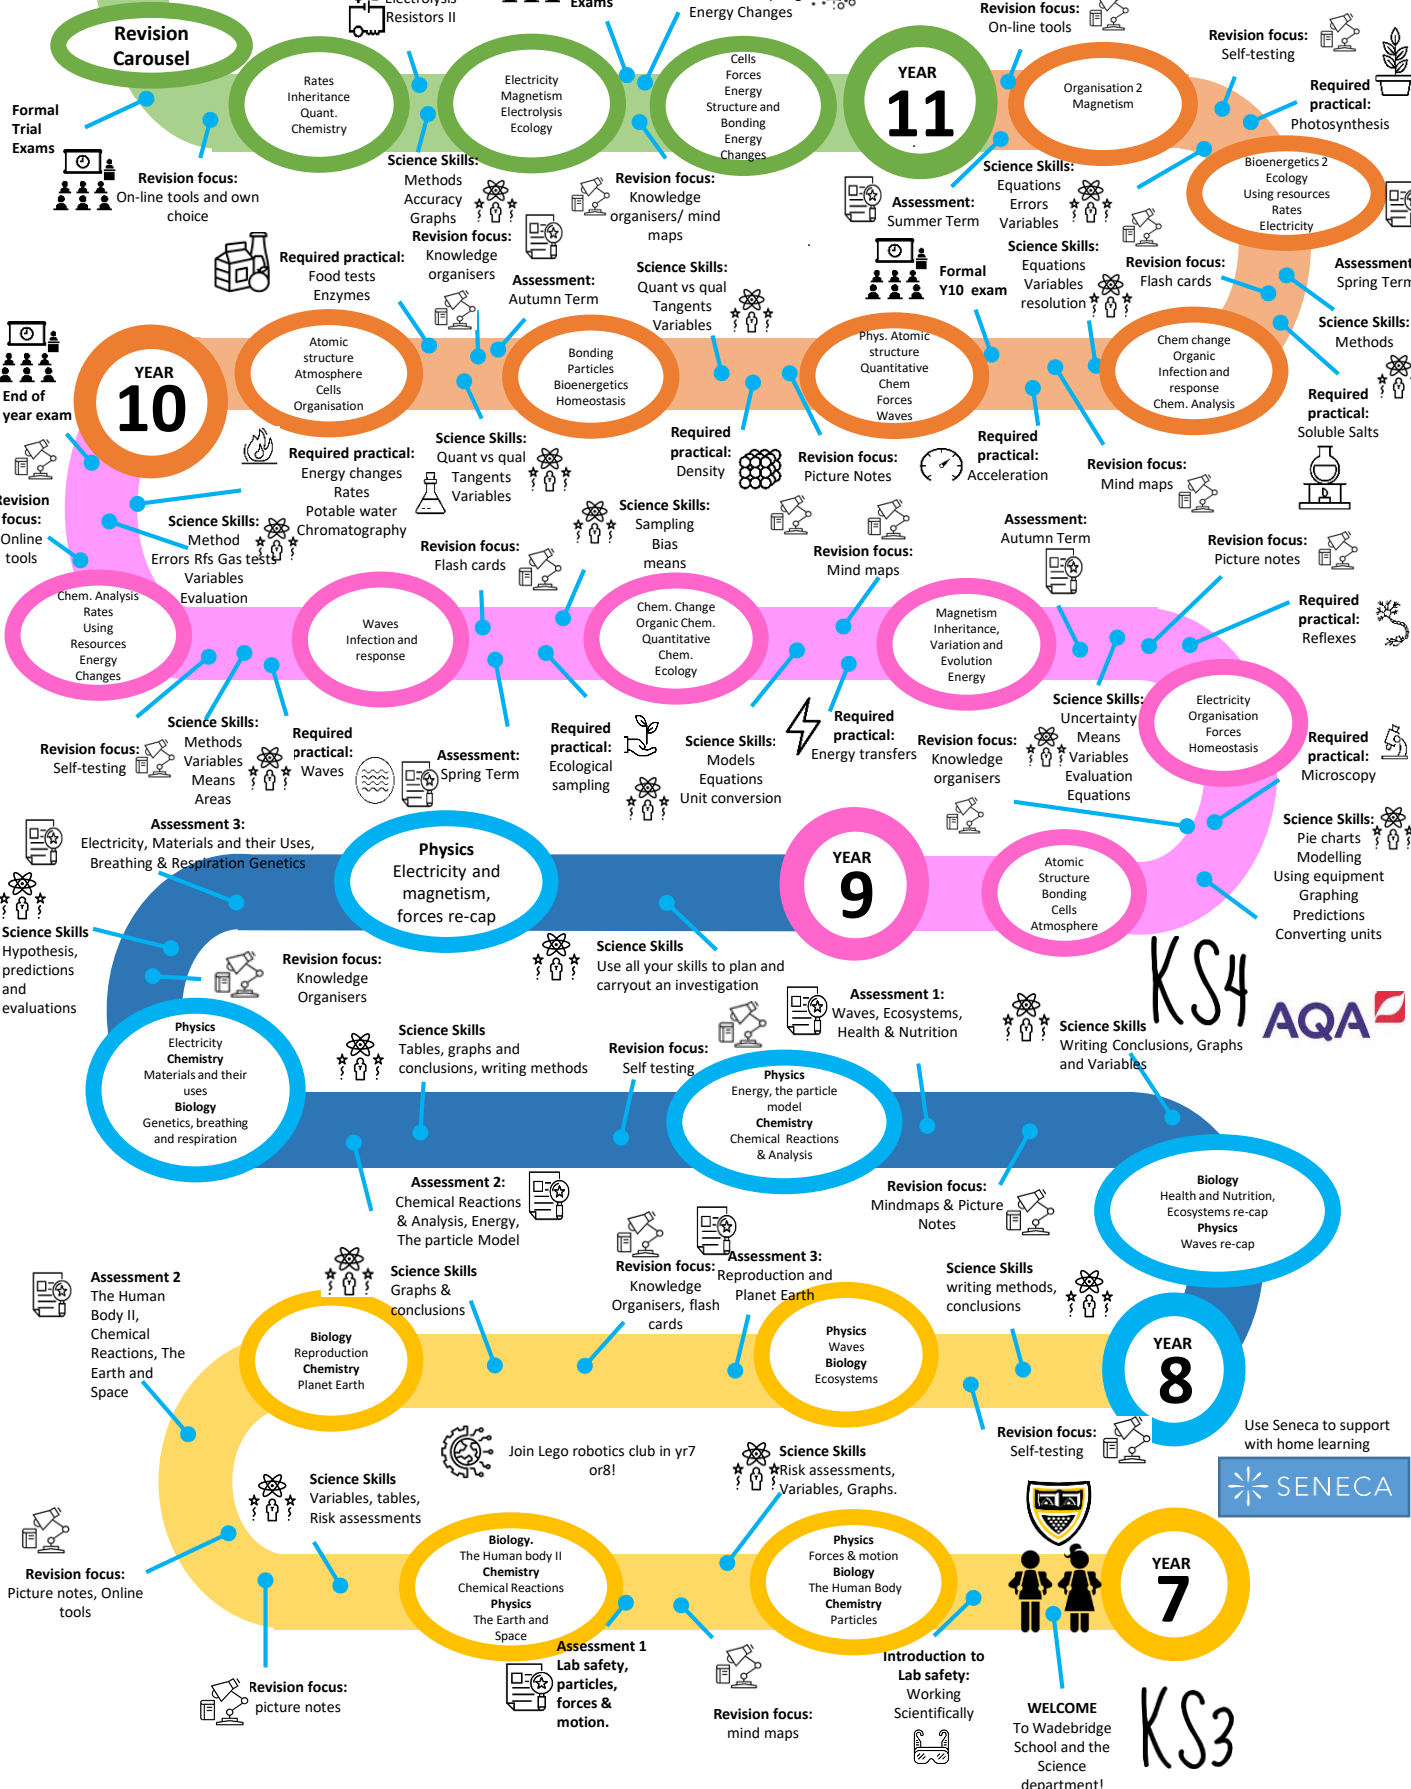 Revision
Carousel
Electrolysis
Resistors II
Exams
Energy Changes
Revision focus:
On-line tools
Revision focus:
Self-testing
Required
practical:
Photosynthesis
Formal
Trial
Exams
Rates
Inheritance
Quant.
Chemistry
Electricity
Magnetism
Electrolysis
Ecology
Cells
Forces
Energy
Structure and
Bonding
Energy
Changes
YEAR
11
Organisation 2
Magnetism
Bioenergetics 2
Ecology
Using resources
Rates
Electricity
Revision focus:
On-line tools and own
choice
Science Skills:
Methods
Accuracy
Graphs
Revision focus:
Knowledge
organisers
Revision focus:
Knowledge
organisers/ mind
maps
Assessment:
Summer Term
Science Skills:
Equations
Errors
Variables
Required practical:
Food tests
Enzymes
Assessment:
Autumn Term
Science Skills:
Quant vs qual
Tangents
Variables
Formal
Y10 exam
Science Skills:
Equations
Variables
resolution
Revision focus:
Flash cards
Assessment
Spring Term
Science Skills:
Methods
Required
practical:
Soluble Salts
End of
year exam
YEAR
10
Atomic
structure
Atmosphere
Cells
Organisation
Bonding
Particles
Bioenergetics
Homeostasis
Phys. Atomic
structure
Quantitative
Chem
Forces
Waves
Chem change
Organic
Infection and
response
Chem. Analysis
Revision
focus:
Online
tools
Required practical:
Energy changes
Rates
Potable water
Chromatography
Science Skills:
Quant vs qual
Tangents
Variables
Required
practical:
Density
Revision focus:
Picture Notes
Required
practical:
Acceleration
Revision focus:
Mind maps
Science Skills:
Method
Errors Rfs Gas tests
Variables
Evaluation
Revision focus:
Flash cards
Science Skills:
Sampling
Bias
means
Revision focus:
Mind maps
Assessment:
Autumn Term
Revision focus:
Picture notes
Required
practical:
Reflexes
Chem. Analysis
Rates
Using
Resources
Energy
Changes
Waves
Infection and
response
Chem. Change
Organic Chem.
Quantitative
Chem.
Ecology
Magnetism
Inheritance,
Variation and
Evolution
Energy
Electricity
Organisation
Forces
Homeostasis
Revision focus:
Self-testing
Science Skills:
Methods
Variables
Means
Areas
Required
practical:
Waves
Assessment:
Spring Term
Required
practical:
Ecological
sampling
Science Skills:
Models
Equations
Unit conversion
Required
practical:
Energy transfers
Revision focus:
Knowledge
organisers
Science Skills:
Uncertainty
Means
Variables
Evaluation
Equations
Required
practical:
Microscopy
Science Skills:
Pie charts
Modelling
Using equipment
Graphing
Predictions
Converting units
Assessment 3:
Electricity, Materials and their Uses,
Breathing & Respiration Genetics
Physics
Electricity and
magnetism,
forces re-cap
YEAR
9
Atomic
Structure
Bonding
Cells
Atmosphere
Science Skills
Hypothesis,
predictions
and
evaluations
Revision focus:
Knowledge
Organisers
Science Skills
Use all your skills to plan and
carryout an investigation
KS4
AQA
Physics
Electricity
Chemistry
Materials and their
uses
Biology
Genetics, breathing
and respiration
Science Skills
Tables, graphs and
conclusions, writing methods
Revision focus:
Self testing
Assessment 1:
Waves, Ecosystems,
Health & Nutrition
Science Skills
Writing Conclusions, Graphs
and Variables
Physics
Energy, the particle
model
Chemistry
Chemical Reactions
& Analysis
Assessment 2:
Chemical Reactions
& Analysis, Energy,
The particle Model
Revision focus:
Mindmaps & Picture
Notes
Biology
Health and Nutrition,
Ecosystems re-cap
Physics
Waves re-cap
Assessment 2
The Human
Body II,
Chemical
Reactions, The
Earth and
Space
Science Skills
Graphs &
conclusions
Revision focus:
Knowledge
Organisers, flash
cards
Assessment 3:
Reproduction and
Planet Earth
Science Skills
writing methods,
conclusions
Biology
Reproduction
Chemistry
Planet Earth
Physics
Waves
Biology
Ecosystems
YEAR
8
Revision focus:
Self-testing
Use Seneca to support
with home learning
SENECA
Join Lego robotics club in yr7
or8!
Science Skills
Variables, tables,
Risk assessments
Science Skills
Risk assessments,
Variables, Graphs.
Revision focus:
Picture notes, Online
tools
Biology.
The Human body II
Chemistry
Chemical Reactions
Physics
The Earth and
Space
Physics
Forces & motion
Biology
The Human Body
Chemistry
Particles
YEAR
7
Revision focus:
picture notes
Assessment 1
Lab safety,
particles,
forces &
motion.
Revision focus:
mind maps
Introduction to
Lab safety:
Working
Scientifically
WELCOME
To Wadebridge
School and the
Science
department!
KS3